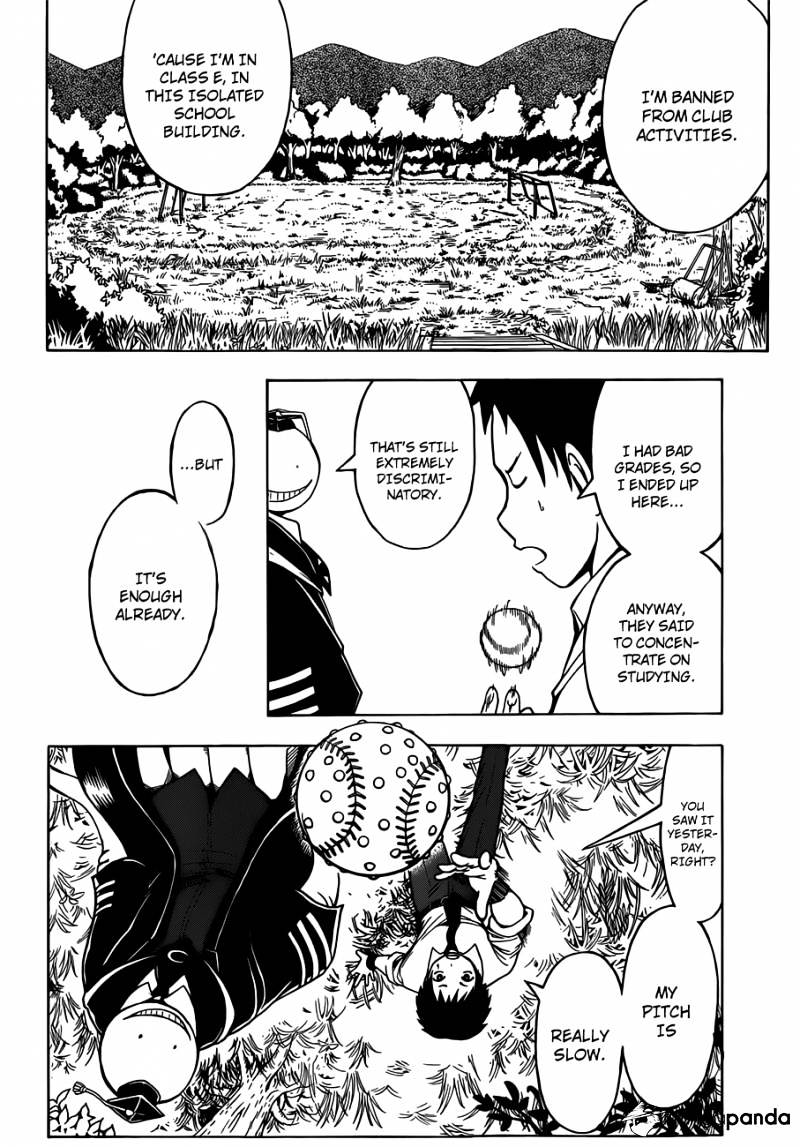 I'M BANNED
FROM CLUB
ACTIVITIES.
'CAUSE I'M IN
CLASS E, IN
THIS ISOLATED
SCHOOL
BUILDING.
I HAD BAD
GRADES, SO
I ENDED UP
HERE...
ANYWAY,
THEY SAID
TO CONCEN-
TRATE ON
STUDYING.
THAT'S STILL
EXTREMELY
DISCRIMI-
NATORY.
...BUT
IT'S
ENOUGH
ALREADY.
YOU
SAW IT
YESTER-
DAY,
RIGHT?
MY
PITCH
IS
REALLY
SLOW.